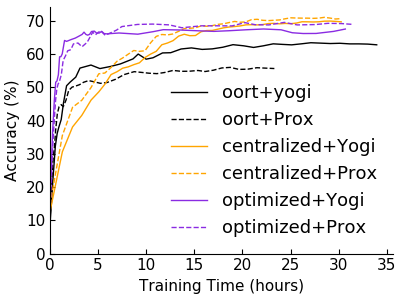 70
60
50
40
30
20
10
0
Accuracy (%)
oort+yogi
oort+Prox
centralized+Yogi
centralized+Prox
optimized+Yogi
optimized+Prox
0 5 10 15 20 25 30 35
Training Time (hours)